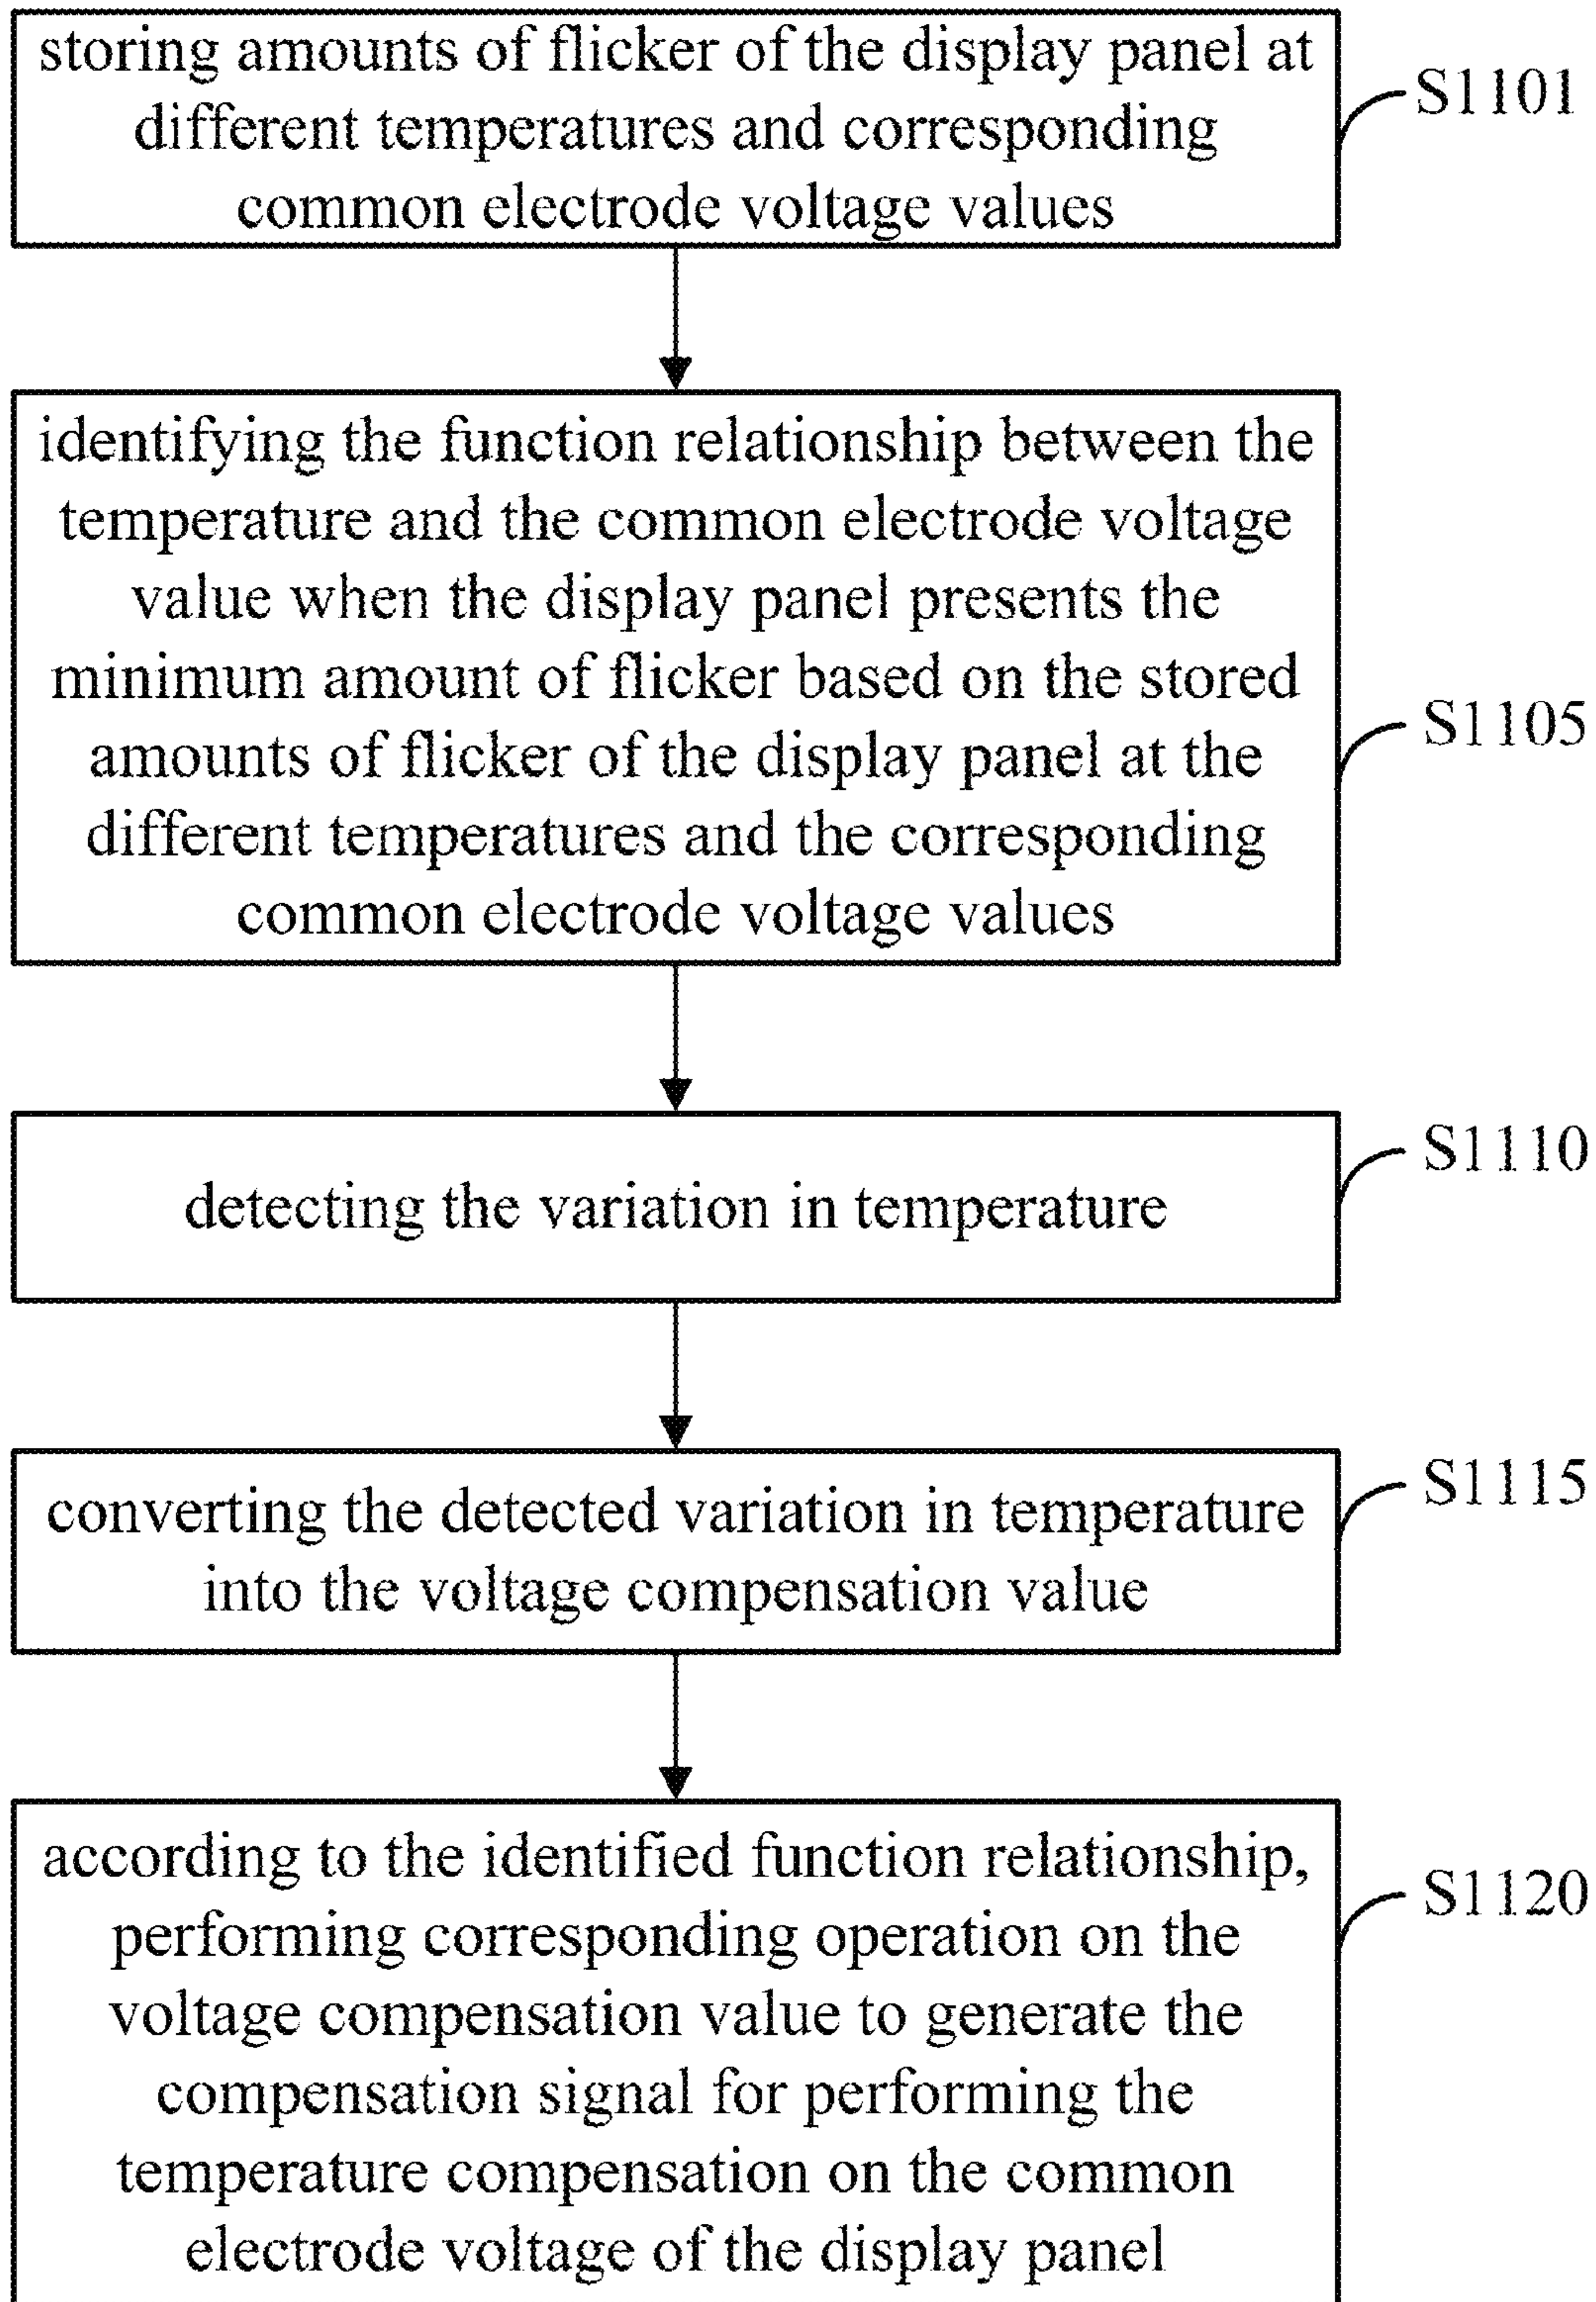 storing amounts of flicker of the display panel at
different temperatures and corresponding
common electrode voltage values
S1101
identifying the function relationship between the
temperature and the common electrode voltage
value when the display panel presents the
minimum amount of flicker based on the stored
amounts of flicker of the display panel at the
different temperatures and the corresponding
common electrode voltage values
S1105
detecting the variation in temperature
S1110
converting the detected variation in temperature
into the voltage compensation value
S1115
according to the identified function relationship,
performing corresponding operation on the
voltage compensation value to generate the
compensation signal for performing the
temperature compensation on the common
electrode voltage of the display panel
S1120